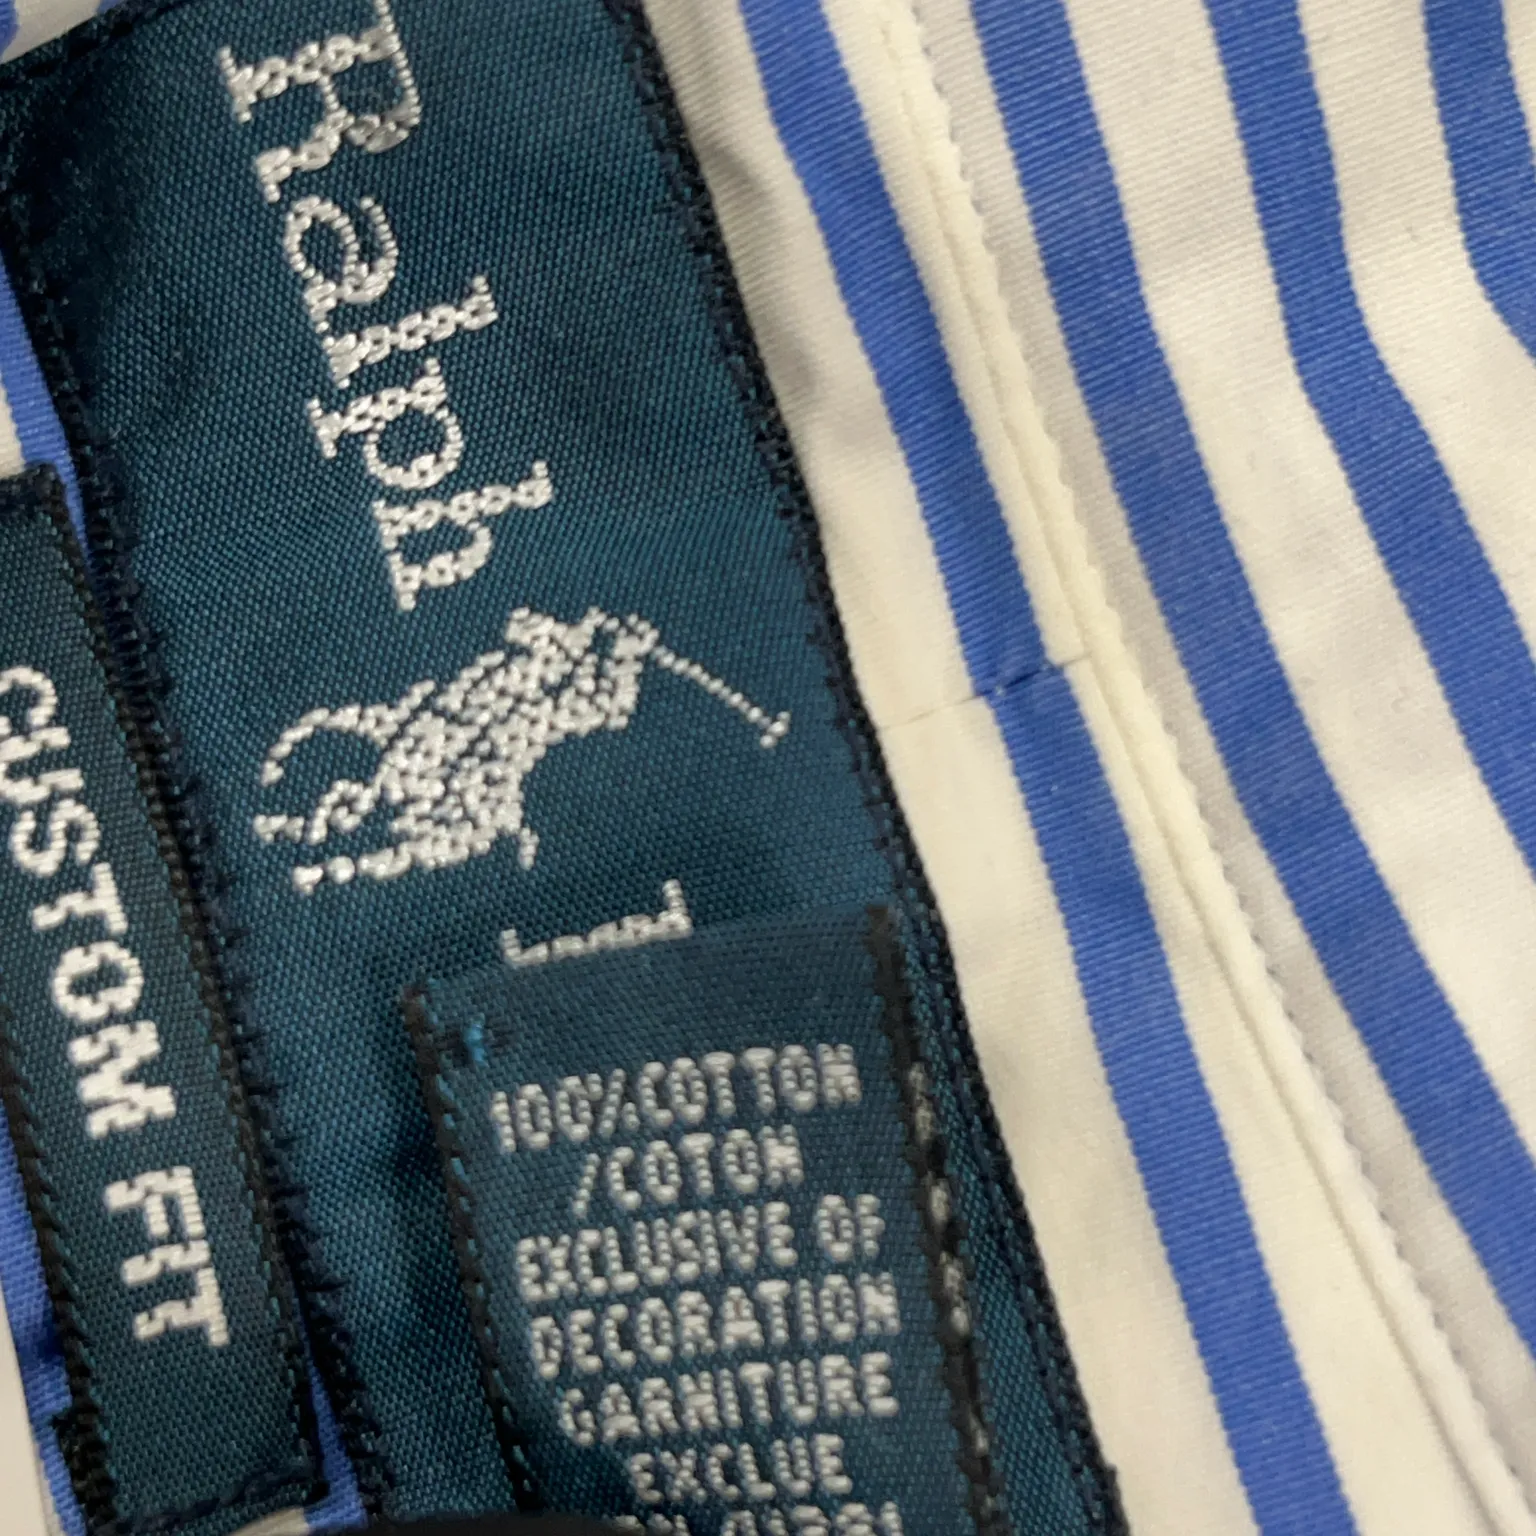 Ralph L
CUSTOM FIT
100%COTTON
/COTON
EXCLUSIVE OF
DECORATION
GARNITURE
EXCLUE